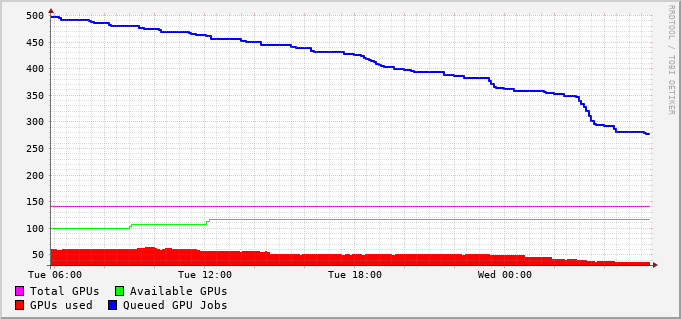 500
450
400
350
300
250
200
150
100
50
Tue 06:00 Tue 12:00 Tue 18:00 Wed 00:00
Total GPUs Available GPUs
GPUs used Queued GPU Jobs
RRDTOOL / TOBI OETIKER